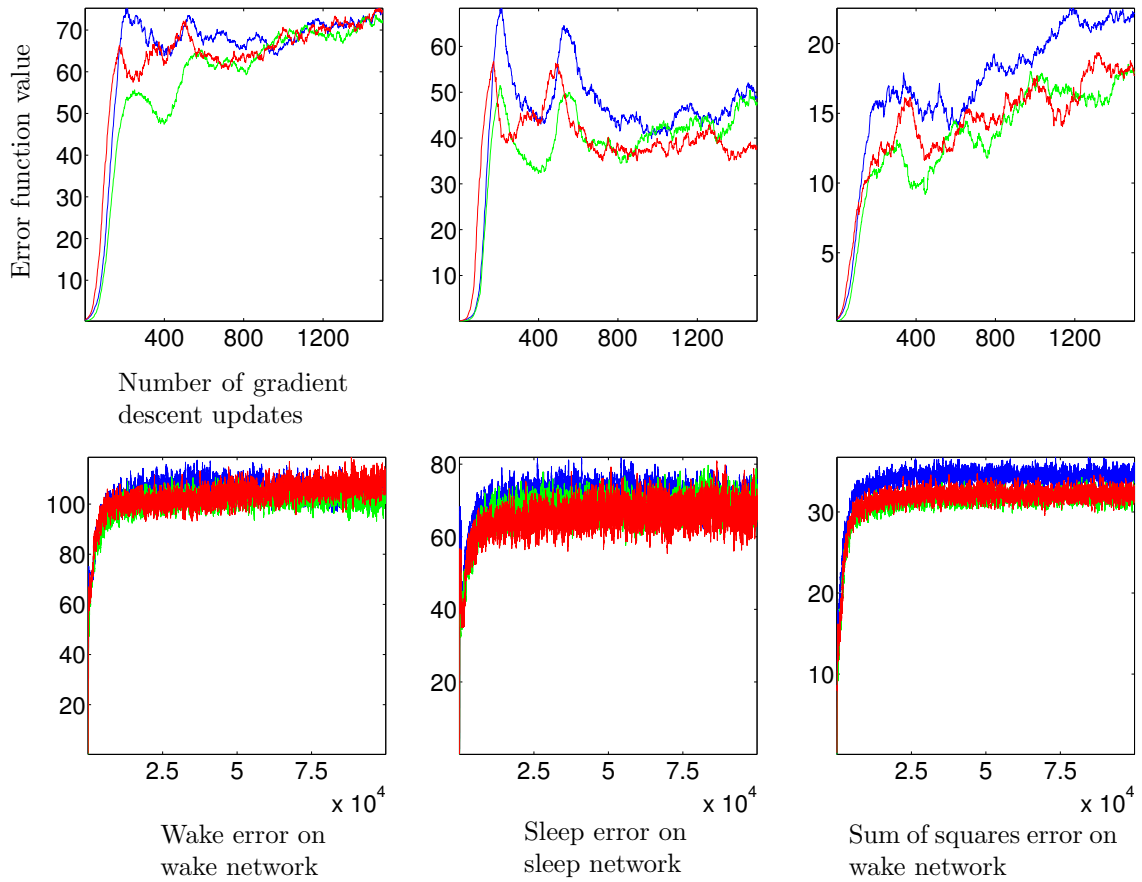 Error function value
70
60
50
40
30
20
10
400 800 1200
60
50
40
30
20
10
400 800 1200
20
15
10
5
400 800 1200
Number of gradient
descent updates
100
80
60
40
20
2.5 5 7.5
x 10^4
80
60
40
20
2.5 5 7.5
x 10^4
30
20
10
2.5 5 7.5
x 10^4
Wake error on
wake network
Sleep error on
sleep network
Sum of squares error on
wake network